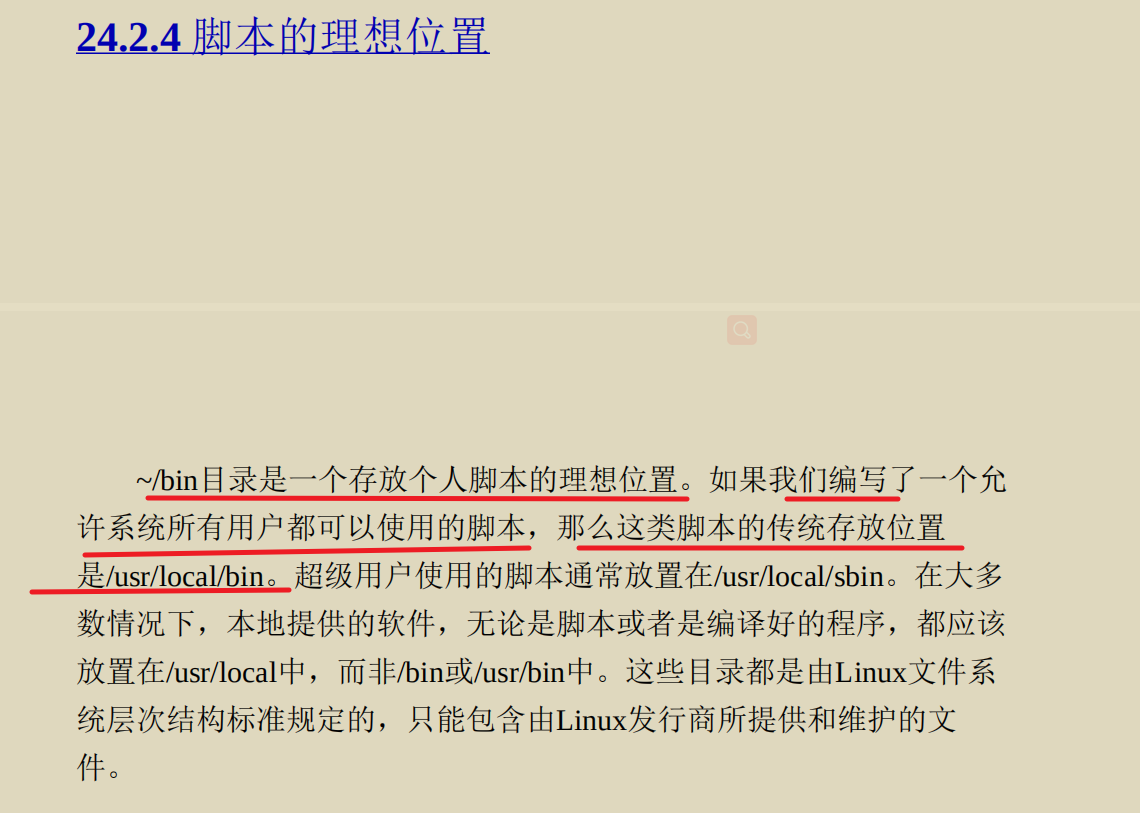 24.2.4 脚本的理想位置
~/bin目录是一个存放个人脚本的理想位置。如果我们编写了一个允
许系统所有用户都可以使用的脚本，那么这类脚本的传统存放位置
是/usr/local/bin。超级用户使用的脚本通常放置在/usr/local/sbin。在大多
数情况下，本地提供的软件，无论是脚本或者是编译好的程序，都应该
放置在/usr/local中，而非/bin或/usr/bin中。这些目录都是由Linux文件系
统层次结构标准规定的，只能包含由Linux发行商所提供和维护的文
件。